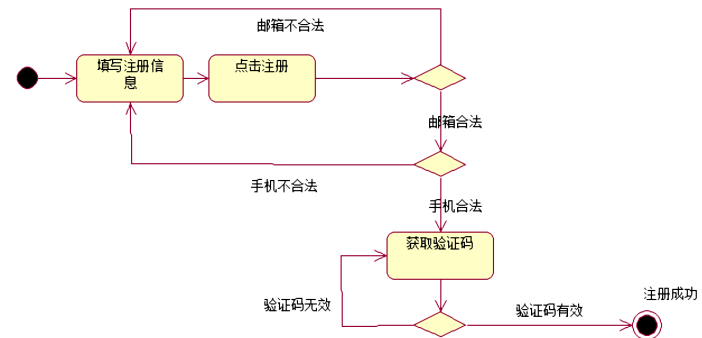 邮箱不合法
填写注册信
息
点击注册
邮箱合法
手机不合法
手机合法
获取验证码
验证码无效
验证码有效
注册成功